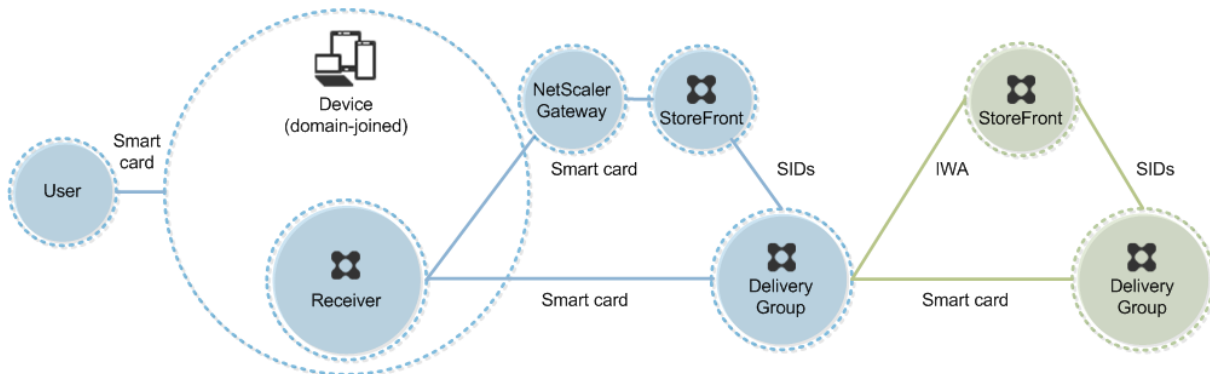 User
Smart
card
Device
(domain-joined)
Receiver
NetScaler
Gateway
StoreFront
Smart card
SIDs
Smart card
Delivery
Group
IWA
StoreFront
SIDs
Smart card
Delivery
Group